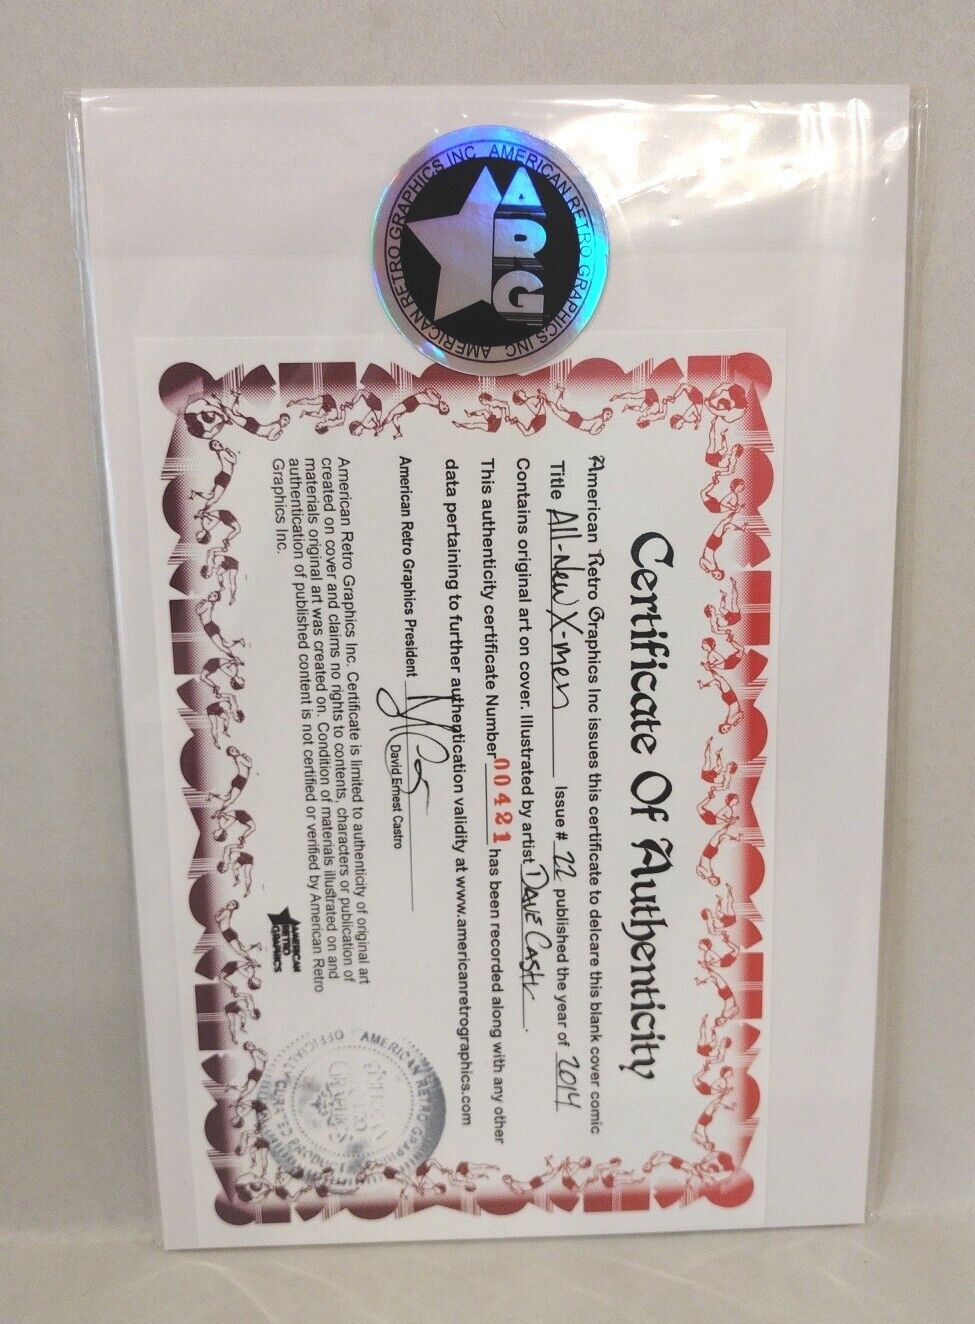 AMERICAN RETRO GRAPHICS INC. AMERICAN RETRO GRAPHICS INC.
ARG
Certificate Of Authenticity
American Retro Graphics Inc issues this certificate to delcare this blank cover comic
Title All-New X-men Issue # 22 published the year of 2014
Contains original art on cover. Illustrated by artist Dave Castr.
This authenticity certificate Number 00421 has been recorded along with any other
data pertaining to further authentication validity at www.americanretrographics.com
American Retro Graphics President
David Ernest Castro
American Retro Graphics Inc. Certificate is limited to authenticity of original art
created on cover and claims no rights to contents, characters or publication of
materials original art was created on. Condition of materials illustrated on and
authentication of published content is not certified or verified by American Retro
Graphics Inc.
AMERICAN
RETRO
GRAPHICS
AMERICAN RETROGRAPHICS
OFFICIAL